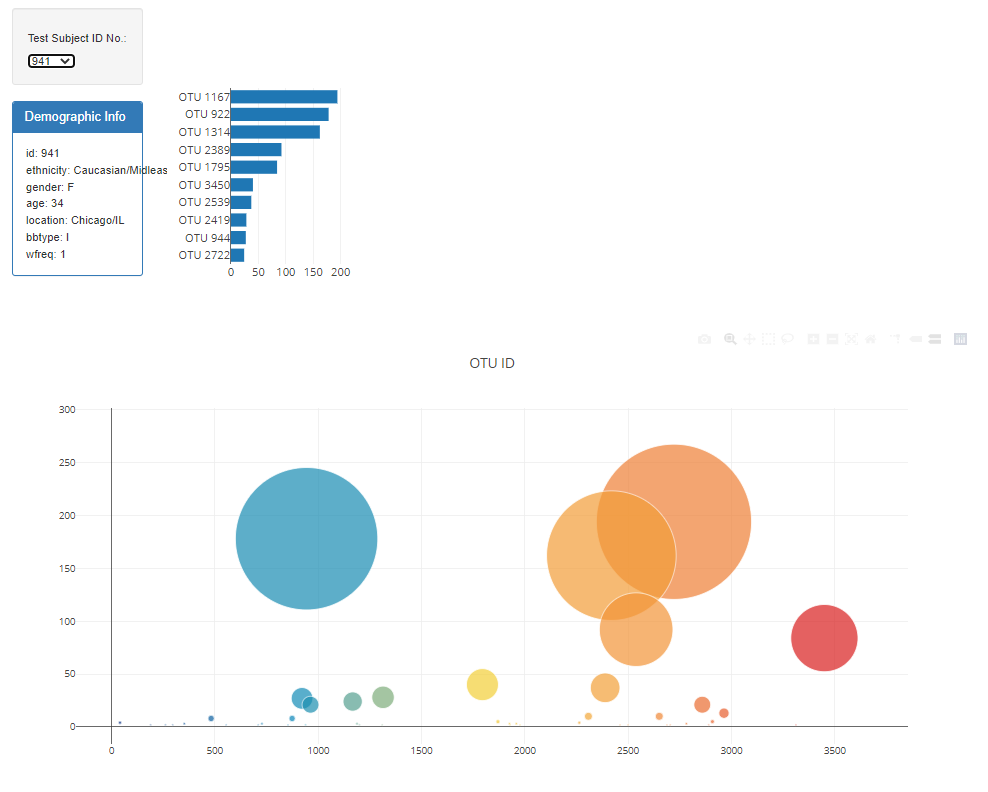 Test Subject ID No.:
941
Demographic Info
id: 941
ethnicity: Caucasian/Midleas
gender: F
age: 34
location: Chicago/IL
bbtype: I
wfreq: 1
OTU 1167
OTU 922
OTU 1314
OTU 2389
OTU 1795
OTU 3450
OTU 2539
OTU 2419
OTU 944
OTU 2722
0 50 100 150 200
OTU ID
300
250
200
150
100
50
0
0 500 1000 1500 2000 2500 3000 3500